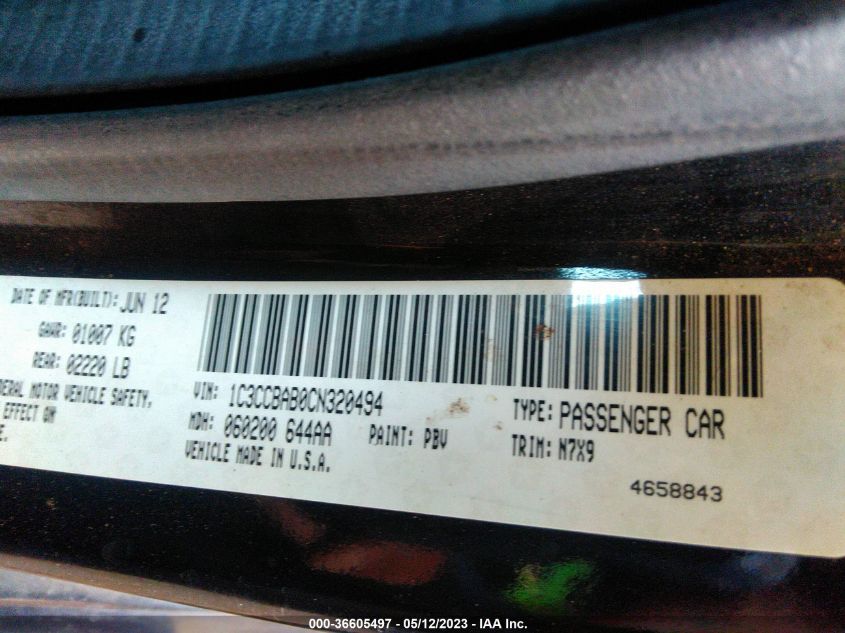 DATE OF MFR(BUILT): JUN 12
GAWR: 01007 KG
REAR: 02220 LB
DERAL MOTOR VEHICLE SAFETY,
EFFECT ON
E.
VIN: 1C3CCBAB0CN320494
MDH: 060200 644AA
PAINT: PBV
VEHICLE MADE IN U.S.A.
TYPE: PASSENGER CAR
TRIM: N7X9
4658843
000-36605497 - 05/12/2023 - IAA Inc.